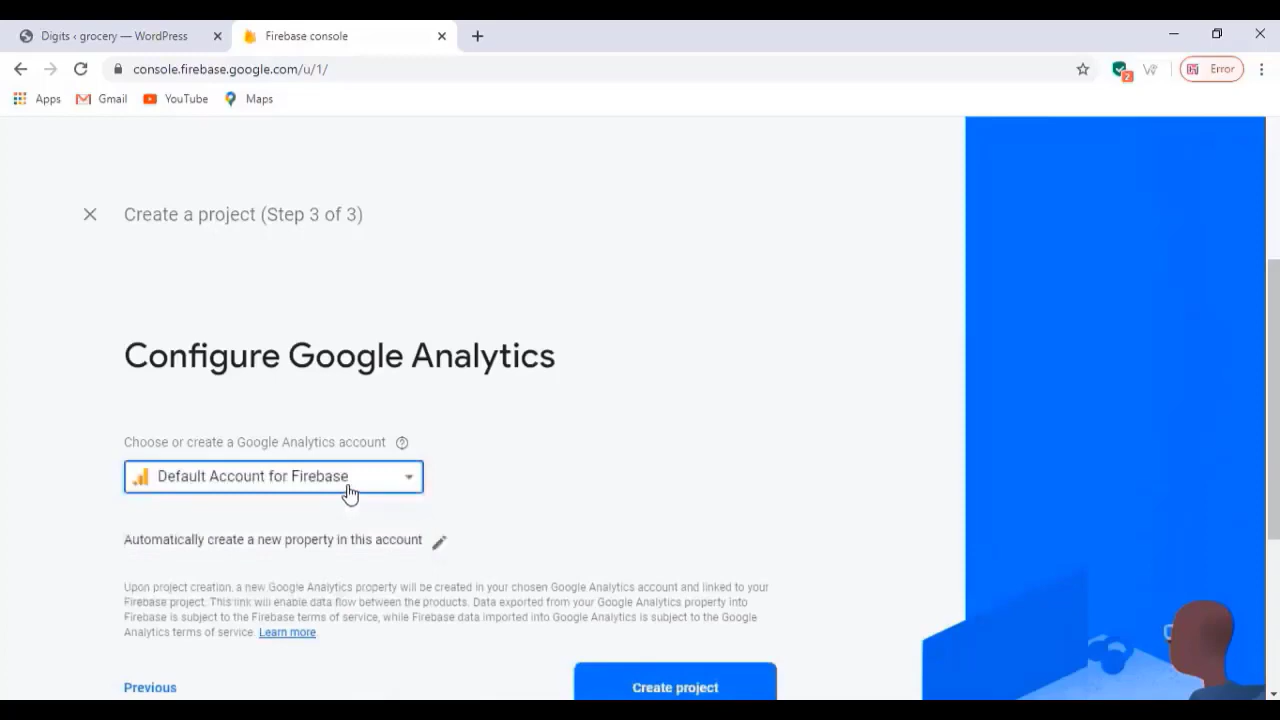 Digits ‹ grocery — WordPress
Firebase console
console.firebase.google.com/u/1/
2
Error
Apps
Gmail
YouTube
Maps
Create a project (Step 3 of 3)
Configure Google Analytics
Choose or create a Google Analytics account
Default Account for Firebase
Automatically create a new property in this account
Upon project creation, a new Google Analytics property will be created in your chosen Google Analytics account and linked to your
Firebase project. This link will enable data flow between the products. Data exported from your Google Analytics property into
Firebase is subject to the Firebase terms of service, while Firebase data imported into Google Analytics is subject to the Google
Analytics terms of service. Learn more.
Previous
Create project